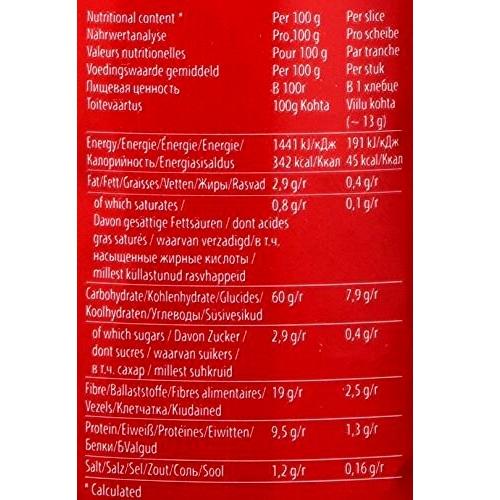 Nutritional content * Per 100 g Per slice
Nährwertanalyse Pro,100 g Pro scheibe
Valeurs nutritionelles Pour 100 g Par tranche
Voedingswaarde gemiddeld Per 100 g Per stuk
Пищевая ценность В 100г В 1 хлебце
Toiteväärtus 100g Kohta Viilu kohta
(~ 13 g)
Energy/Energie/Énergie/Energie/ 1441 kJ/кДж 191 kJ/кДж
Калорийность/Energiasisaldus 342 kcal/Ккал 45 kcal/Ккал
Fat/Fett/Graisses/Vetten/Жиры/Rasvad 2,9 g/г 0,4 g/г
of which saturates / 0,8 g/г 0,1 g/г
Davon gesättige Fettsäuren / dont acides
gras saturés / waarvan verzadigd/в т.ч.
насыщенные жирные кислоты /
millest küllastunud rasvhappeid
Carbohydrate/Kohlenhydrate/Glucides/ 60 g/г 7,9 g/г
Koolhydraten/Углеводы/Süsivesikud
of which sugars / Davon Zucker / 2,9 g/г 0,4 g/г
dont sucres / waarvan suikers /
в т.ч. сахар / millest suhkruid
Fibre/Ballaststoffe/Fibres alimentaires/ 19 g/г 2,5 g/г
Vezels/Клетчатка/Kiudained
Protein/Eiweiß/Protéines/Eiwitten/ 9,5 g/г 1,3 g/г
Белки/БValgud
Salt/Salz/Sel/Zout/Соль/Sool 1,2 g/г 0,16 g/г
* Calculated